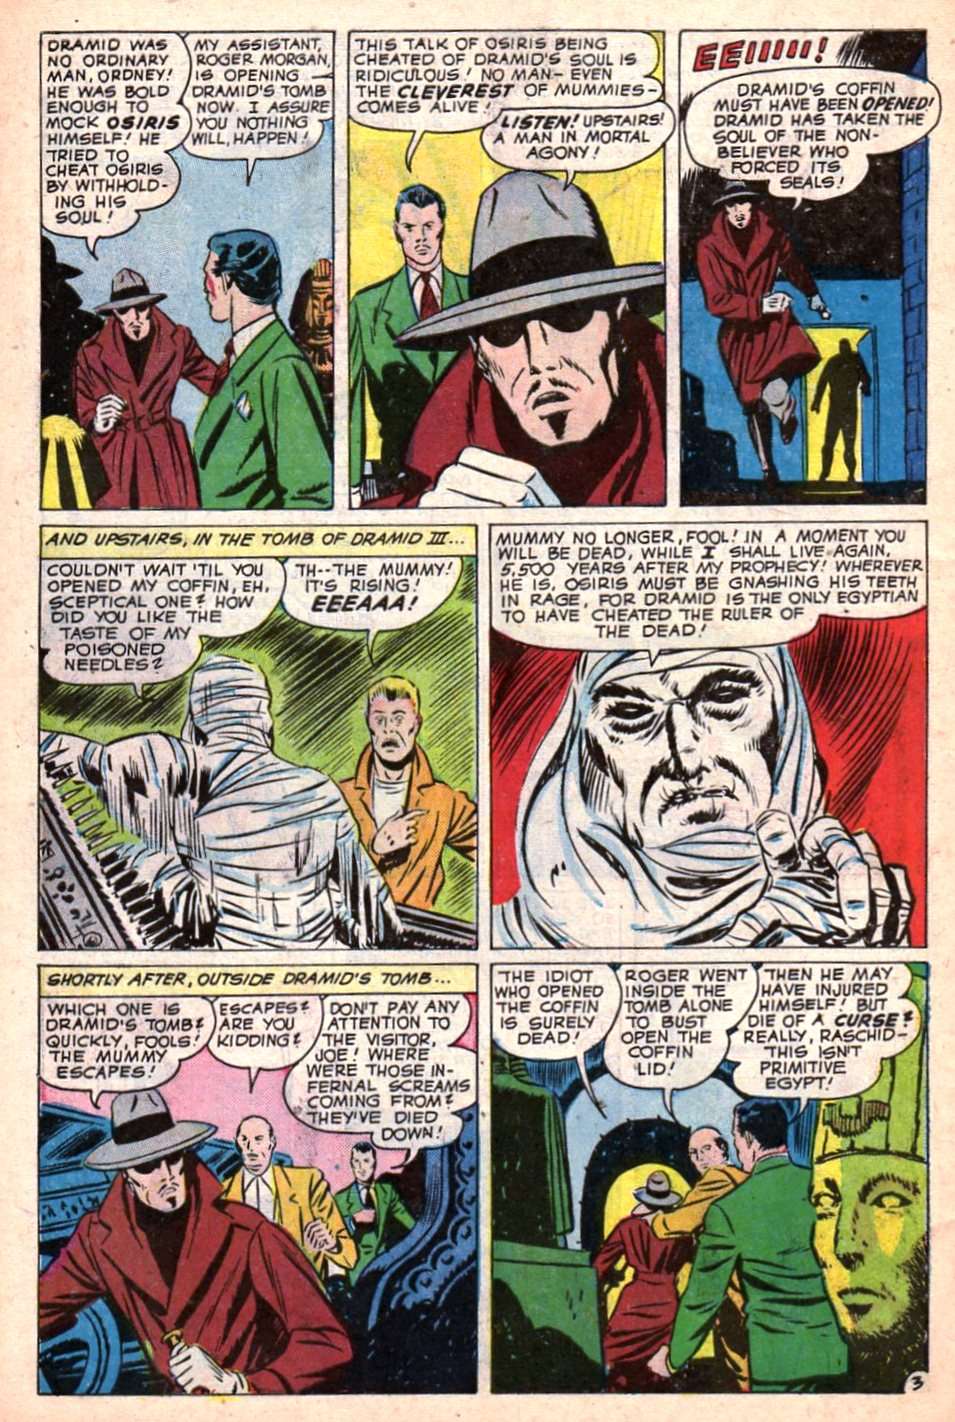 DRAMID WAS
NO ORDINARY
MAN, ORDNEY!
HE WAS BOLD
ENOUGH TO
MOCK OSIRIS
HIMSELF! HE
TRIED TO
CHEAT OSIRIS
BY WITHHOLD-
ING HIS
SOUL!
MY ASSISTANT,
ROGER MORGAN,
IS OPENING
DRAMID'S TOMB
NOW. I ASSURE
YOU NOTHING
WILL, HAPPEN!
THIS TALK OF OSIRIS BEING
CHEATED OF DRAMID'S SOUL IS
RIDICULOUS! NO MAN-EVEN
THE CLEVEREST OF MUMMIES-
COMES ALIVE!
LISTEN! UPSTAIRS!
A MAN IN MORTAL
AGONY!
EEIIIII!
DRAMID'S COFFIN
MUST HAVE BEEN OPENED!
DRAMID HAS TAKEN THE
SOUL OF THE NON-
BELIEVER WHO
FORCED ITS
SEALS!
AND UPSTAIRS, IN THE TOMB OF DRAMID III...
COULDN'T WAIT 'TIL YOU
OPENED MY COFFIN, EH,
SCEPTICAL ONE? HOW
DID YOU LIKE THE
TASTE OF MY
POISONED
NEEDLES?
TH--THE MUMMY!
IT'S RISING!
EEEAAA!
MUMMY NO LONGER, FOOL! IN A MOMENT YOU
WILL BE DEAD, WHILE I SHALL LIVE AGAIN,
5,500 YEARS AFTER MY PROPHECY! WHEREVER
HE IS, OSIRIS MUST BE GNASHING HIS TEETH
IN RAGE, FOR DRAMID IS THE ONLY EGYPTIAN
TO HAVE CHEATED THE RULER OF
THE DEAD!
SHORTLY AFTER, OUTSIDE DRAMID'S TOMB...
WHICH ONE IS
DRAMID'S TOMB?
QUICKLY, FOOLS!
THE MUMMY
ESCAPES!
ESCAPES?
ARE YOU
KIDDING?
DON'T PAY ANY
ATTENTION TO
THE VISITOR,
JOE! WHERE
WERE THOSE IN-
FERNAL SCREAMS
COMING FROM?
THEY'VE DIED
DOWN!
THE IDIOT
WHO OPENED
THE COFFIN
IS SURELY
DEAD!
ROGER WENT
INSIDE THE
TOMB ALONE
TO BUST
OPEN THE
COFFIN
LID!
THEN HE MAY
HAVE INJURED
HIMSELF! BUT
DIE OF A CURSE?
REALLY, RASCHID-
THIS ISN'T
PRIMITIVE
EGYPT!
3